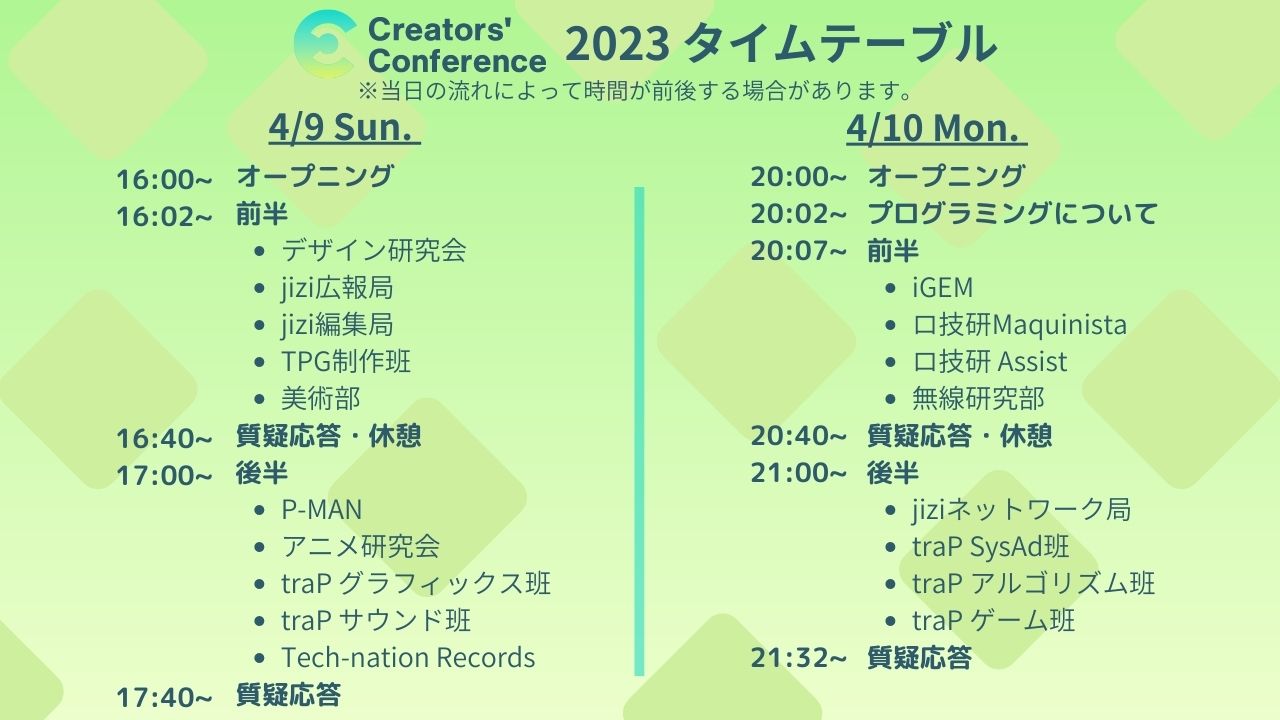 Creators'
Conference
2023 タイムテーブル
※当日の流れによって時間が前後する場合があります。
4/9 Sun.
16:00~ オープニング
16:02~ 前半
• デザイン研究会
• jizi広報局
• jizi編集局
• TPG制作班
• 美術部
16:40~ 質疑応答・休憩
17:00~ 後半
• P-MAN
• アニメ研究会
• traP グラフィックス班
• traP サウンド班
• Tech-nation Records
17:40~ 質疑応答
4/10 Mon.
20:00~ オープニング
20:02~ プログラミングについて
20:07~ 前半
• iGEM
• ロ技研Maquinista
• ロ技研 Assist
• 無線研究部
20:40~ 質疑応答・休憩
21:00~ 後半
• jiziネットワーク局
• traP SysAd班
• traP アルゴリズム班
• traP ゲーム班
21:32~ 質疑応答